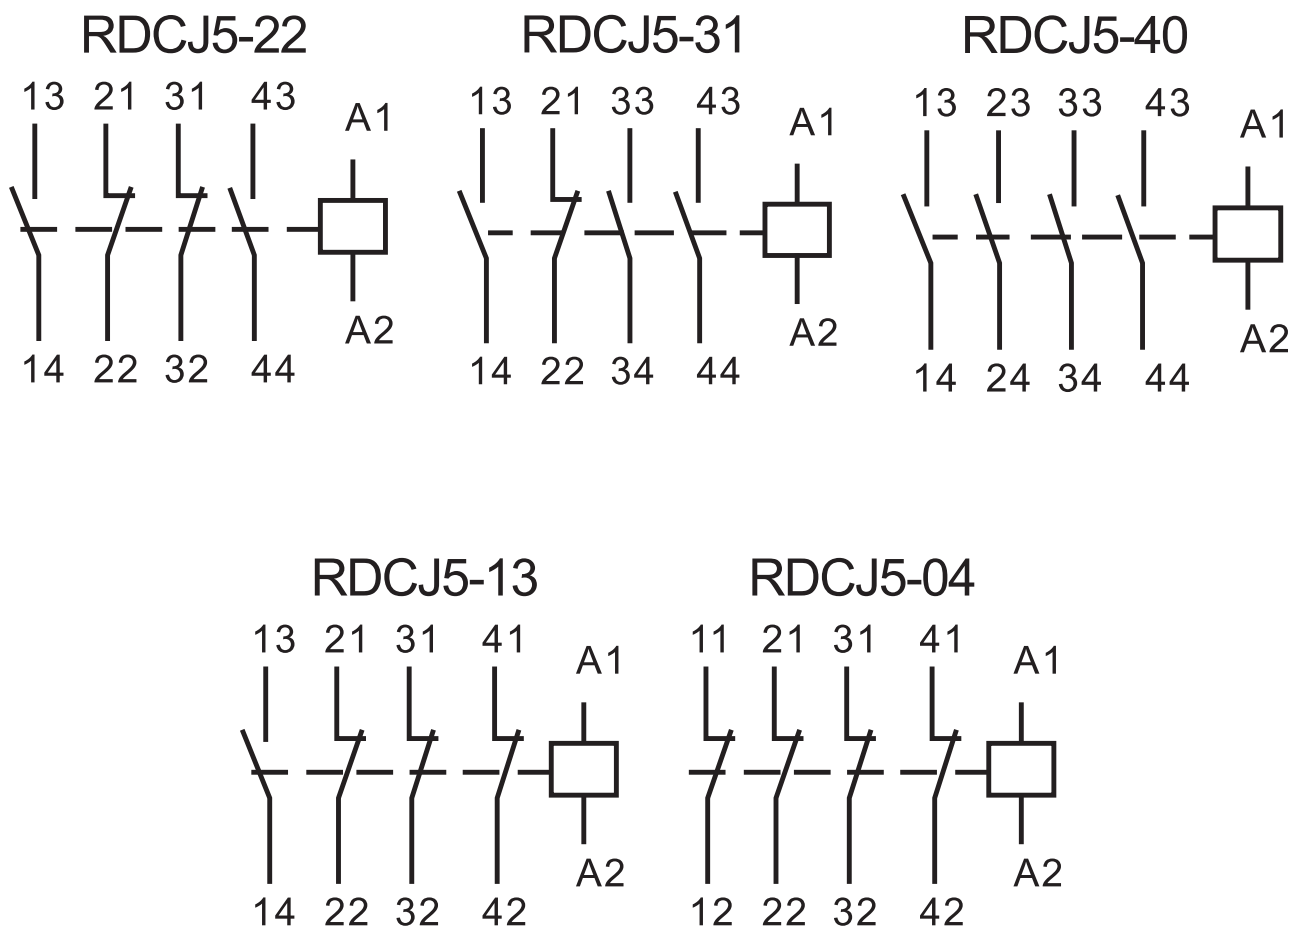 RDCJ5-22
13 21 31 43
A1
A2
14 22 32 44
RDCJ5-31
13 21 33 43
A1
A2
14 22 34 44
RDCJ5-40
13 23 33 43
A1
A2
14 24 34 44
RDCJ5-13
13 21 31 41
A1
A2
14 22 32 42
RDCJ5-04
11 21 31 41
A1
A2
12 22 32 42